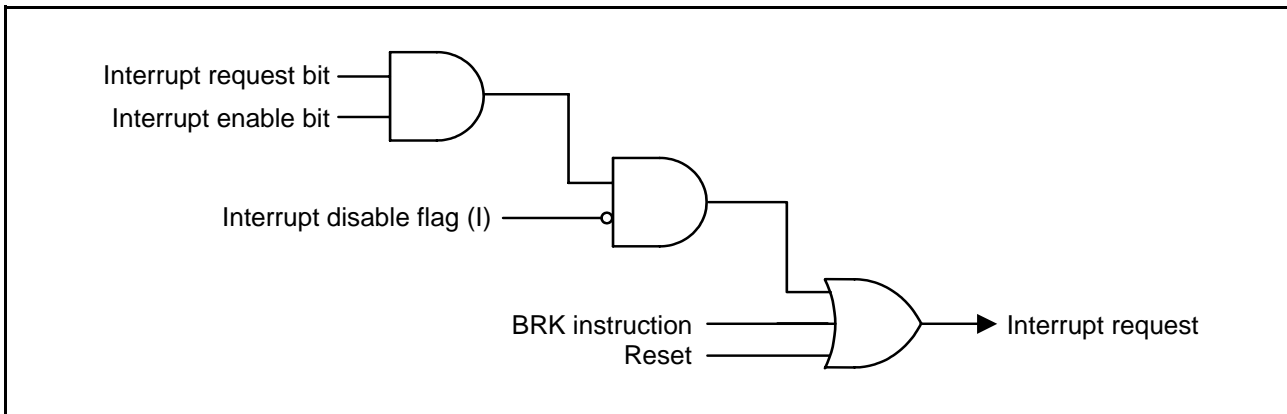 Interrupt request bit
Interrupt enable bit
Interrupt disable flag (I)
BRK instruction
Reset
Interrupt request